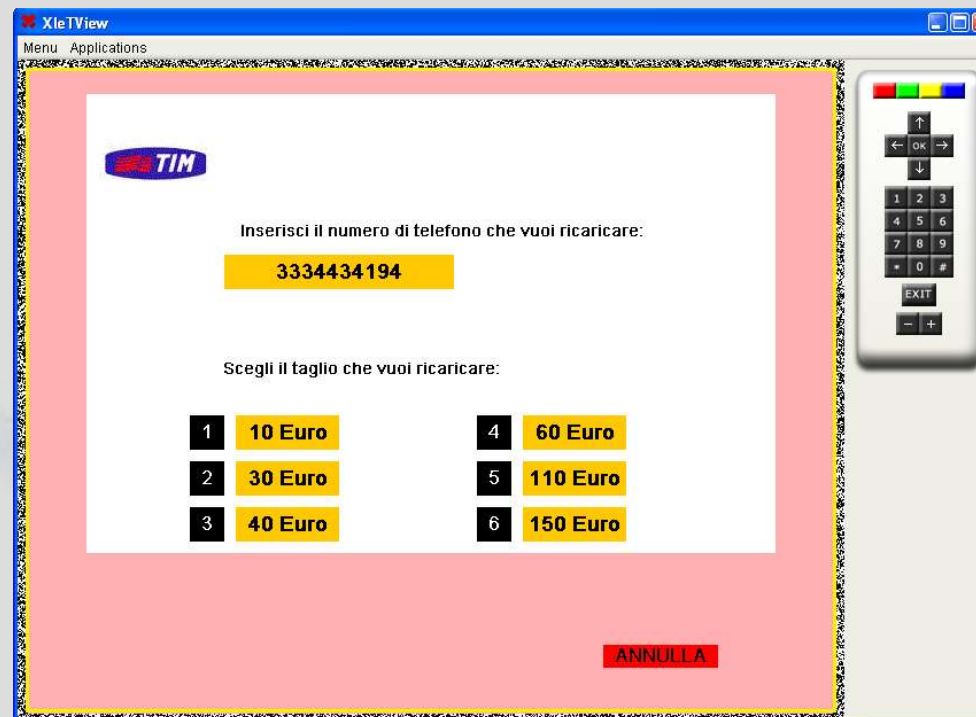 XleTView
Menu Applications
TIM
Inserisci il numero di telefono che vuoi ricaricare:
3334434194
Scegli il taglio che vuoi ricaricare:
1 10 Euro 4 60 Euro
2 30 Euro 5 110 Euro
3 40 Euro 6 150 Euro
ANNULLA
↑
← OK →
↓
1 2 3
4 5 6
7 8 9
* 0 #
EXIT
- +